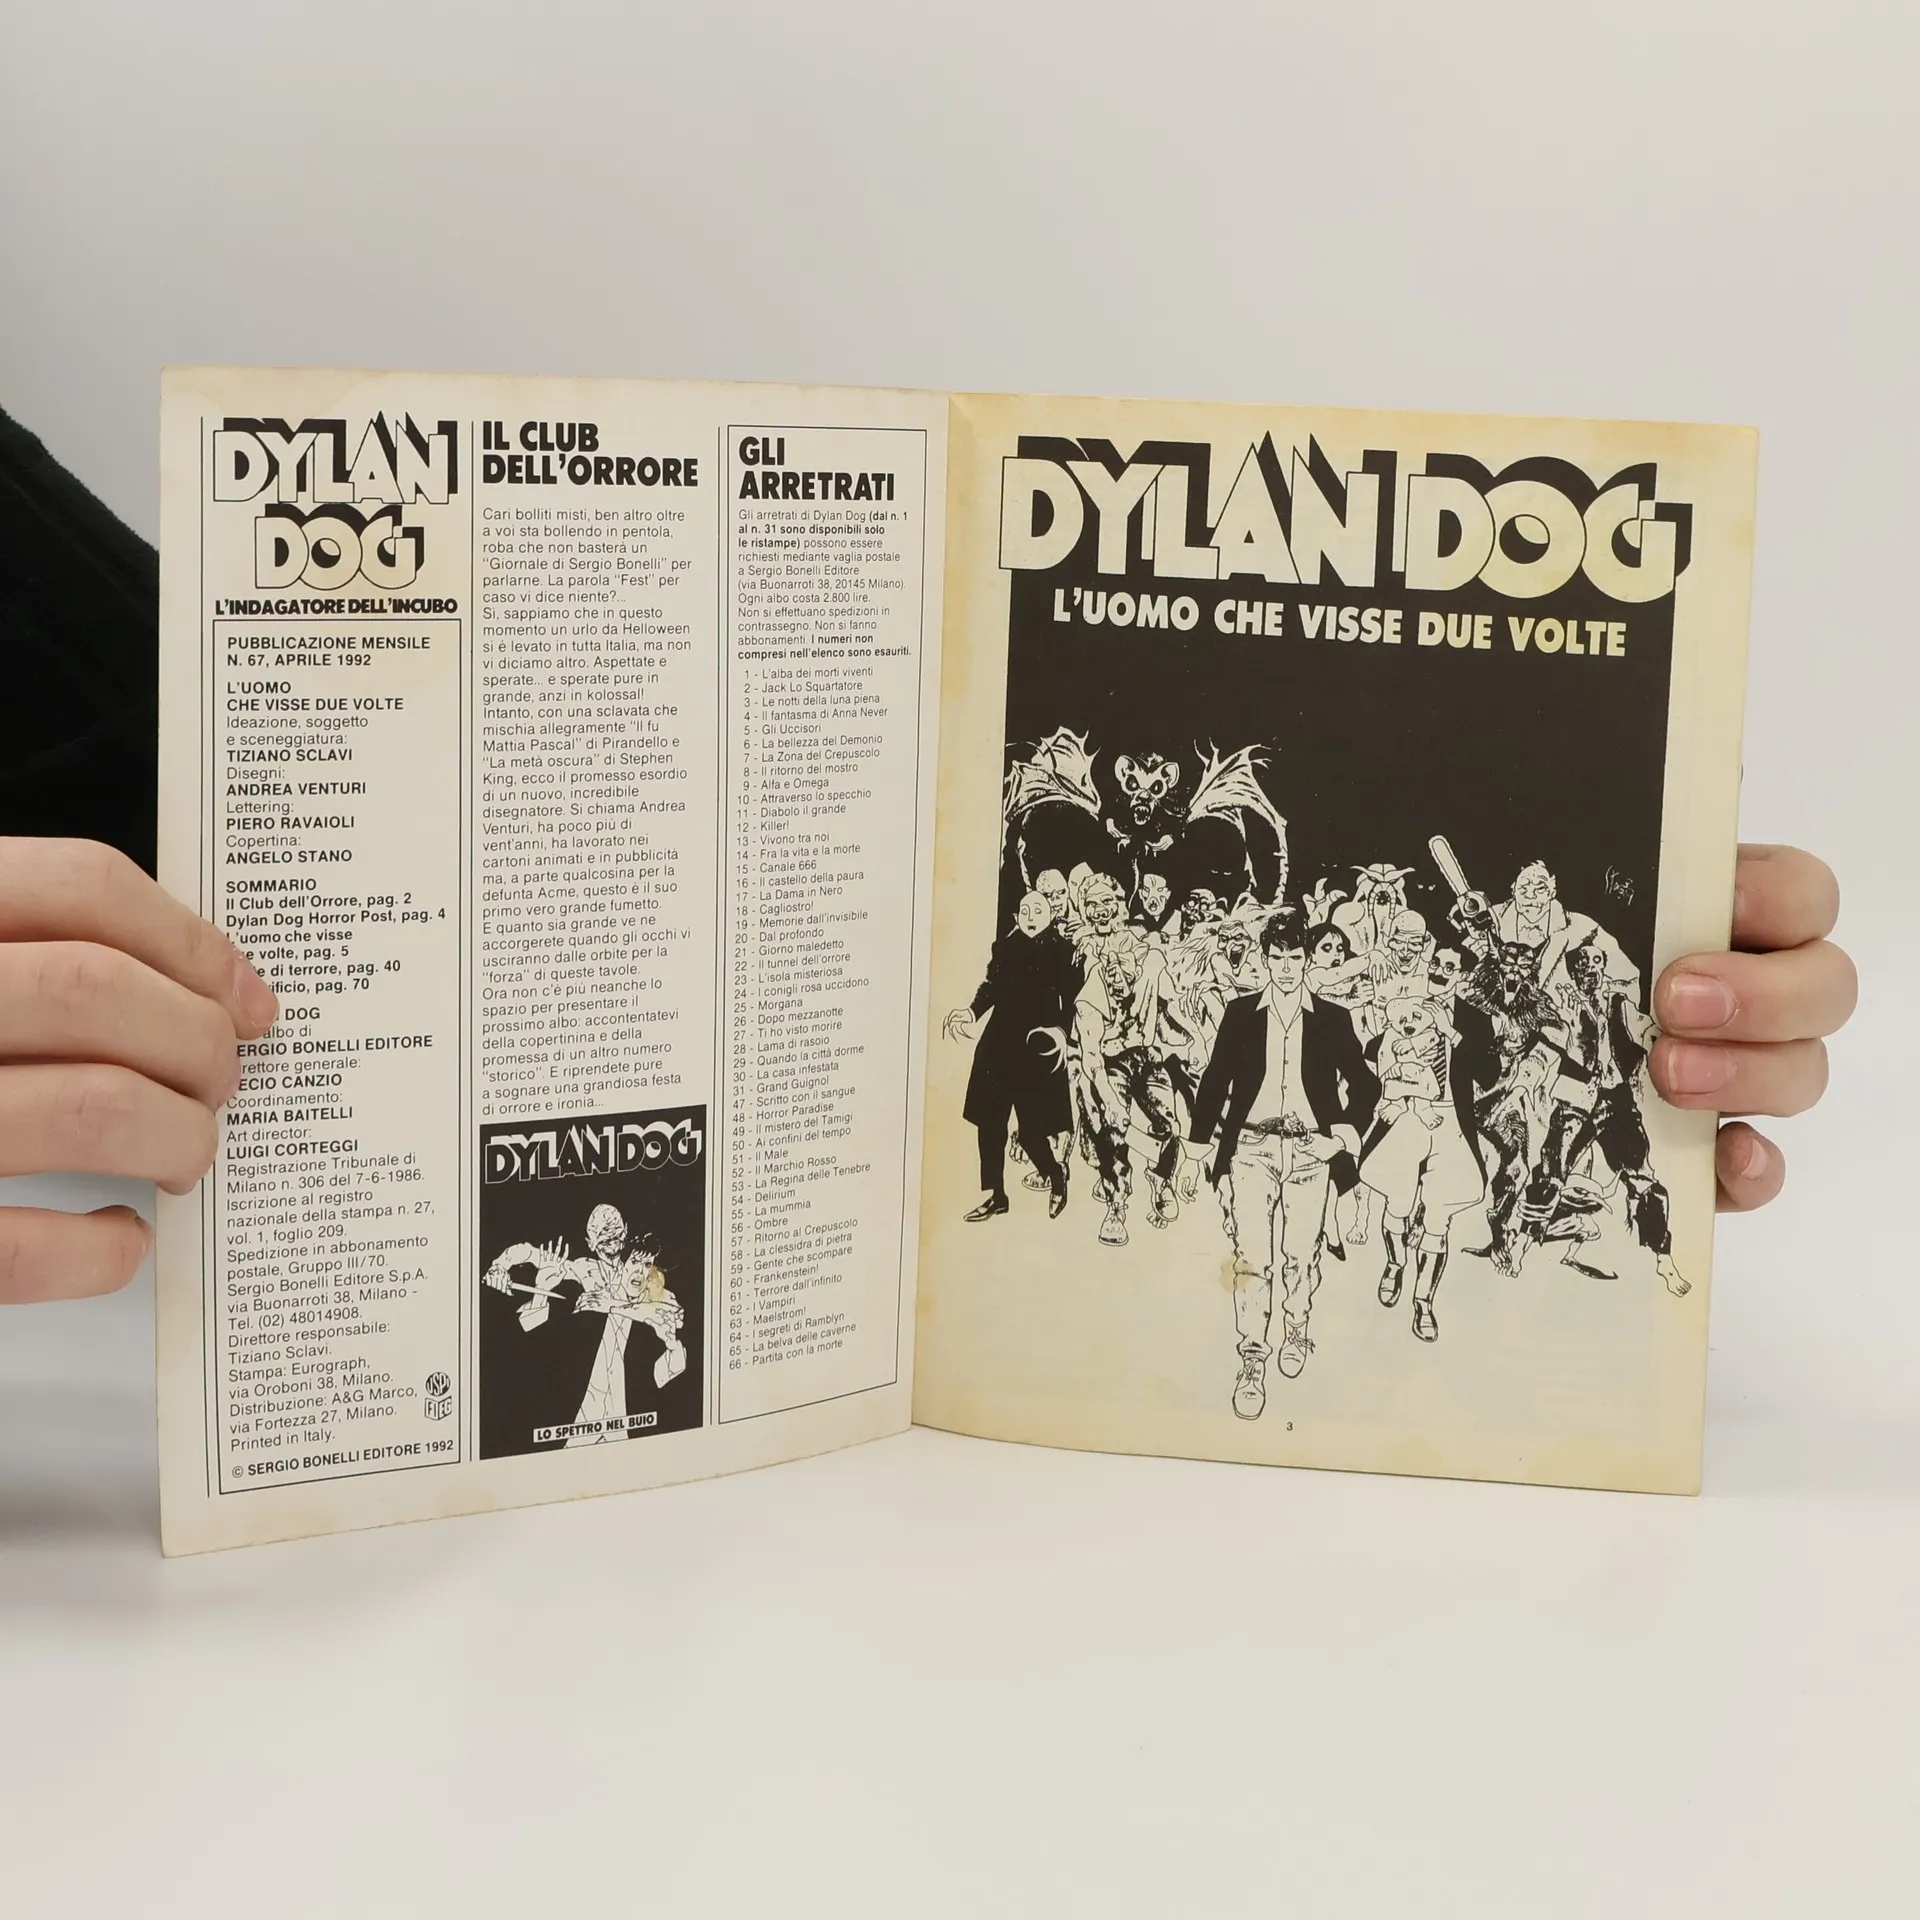 DYLAN
DOG
L'INDAGATORE DELL'INCUBO
PUBBLICAZIONE MENSILE
N. 67, APRILE 1992
L'UOMO
CHE VISSE DUE VOLTE
Ideazione, soggetto
e sceneggiatura:
TIZIANO SCLAVI
Disegni:
ANDREA VENTURI
Lettering:
PIERO RAVAIOLI
Copertina:
ANGELO STANO
SOMMARIO
Il Club dell'Orrore, pag. 2
Dylan Dog Horror Post, pag. 4
L'uomo che visse
volte, pag. 5
di terrore, pag. 40
pag. 70
DOG
albo di
SERGIO BONELLI EDITORE
Direttore generale:
DECIO CANZIO
Coordinamento:
MARIA BAITELLI
Art director:
LUIGI CORTEGGI
Registrazione Tribunale di
Milano n. 306 del 7-6-1986.
Iscrizione al registro
nazionale della stampa n. 27,
vol. 1, foglio 209.
Spedizione in abbonamento
postale, Gruppo III/70.
Sergio Bonelli Editore S.p.A.
via Buonarroti 38, Milano -
Tel. (02) 48014908.
Direttore responsabile:
Tiziano Sclavi.
Stampa: Eurograph,
via Oroboni 38, Milano.
Distribuzione: A&G Marco,
via Fortezza 27, Milano.
Printed in Italy.
USPI
FIEG
© SERGIO BONELLI EDITORE 1992
IL CLUB
DELL'ORRORE
Cari bolliti misti, ben altro oltre
a voi sta bollendo in pentola,
roba che non basterà un
"Giornale di Sergio Bonelli" per
parlarne. La parola "Fest" per
caso vi dice niente?...
Sì, sappiamo che in questo
momento un urlo da Helloween
si è levato in tutta Italia, ma non
vi diciamo altro. Aspettate e
sperate... e sperate pure in
grande, anzi in kolossal!
Intanto, con una sclavata che
mischia allegramente "Il fu
Mattia Pascal" di Pirandello e
"La metà oscura" di Stephen
King, ecco il promesso esordio
di un nuovo, incredibile
disegnatore. Si chiama Andrea
Venturi, ha poco più di
vent'anni, ha lavorato nei
cartoni animati e in pubblicità
ma, a parte qualcosina per la
defunta Acme, questo è il suo
primo vero grande fumetto.
E quanto sia grande ve ne
accorgerete quando gli occhi vi
usciranno dalle orbite per la
"forza" di queste tavole.
Ora non c'è più neanche lo
spazio per presentare il
prossimo albo: accontentatevi
della copertinina e della
promessa di un altro numero
"storico". E riprendete pure
a sognare una grandiosa festa
di orrore e ironia...
DYLAN DOG
LO SPETTRO NEL BUIO
GLI
ARRETRATI
Gli arretrati di Dylan Dog (dal n. 1
al n. 31 sono disponibili solo
le ristampe) possono essere
richiesti mediante vaglia postale
a Sergio Bonelli Editore
(via Buonarroti 38, 20145 Milano).
Ogni albo costa 2.800 lire.
Non si effettuano spedizioni in
contrassegno. Non si fanno
abbonamenti. I numeri non
compresi nell'elenco sono esauriti.
1 - L'alba dei morti viventi
2 - Jack Lo Squartatore
3 - Le notti della luna piena
4 - Il fantasma di Anna Never
5 - Gli Uccisori
6 - La bellezza del Demonio
7 - La Zona del Crepuscolo
8 - Il ritorno del mostro
9 - Alfa e Omega
10 - Attraverso lo specchio
11 - Diabolo il grande
12 - Killer!
13 - Vivono tra noi
14 - Fra la vita e la morte
15 - Canale 666
16 - Il castello della paura
17 - La Dama in Nero
18 - Cagliostro!
19 - Memorie dall'invisibile
20 - Dal profondo
21 - Giorno maledetto
22 - Il tunnel dell'orrore
23 - L'isola misteriosa
24 - I conigli rosa uccidono
25 - Morgana
26 - Dopo mezzanotte
27 - Ti ho visto morire
28 - Lama di rasoio
29 - Quando la città dorme
30 - La casa infestata
31 - Grand Guignol
47 - Scritto con il sangue
48 - Horror Paradise
49 - Il mistero del Tamigi
50 - Ai confini del tempo
51 - Il Male
52 - Il Marchio Rosso
53 - La Regina delle Tenebre
54 - Delirium
55 - La mummia
56 - Ombre
57 - Ritorno al Crepuscolo
58 - La clessidra di pietra
59 - Gente che scompare
60 - Frankenstein!
61 - Terrore dall'infinito
62 - I Vampiri
63 - Maelstrom!
64 - I segreti di Ramblyn
65 - La belva delle caverne
66 - Partita con la morte
DYLAN DOG
L'UOMO CHE VISSE DUE VOLTE
3